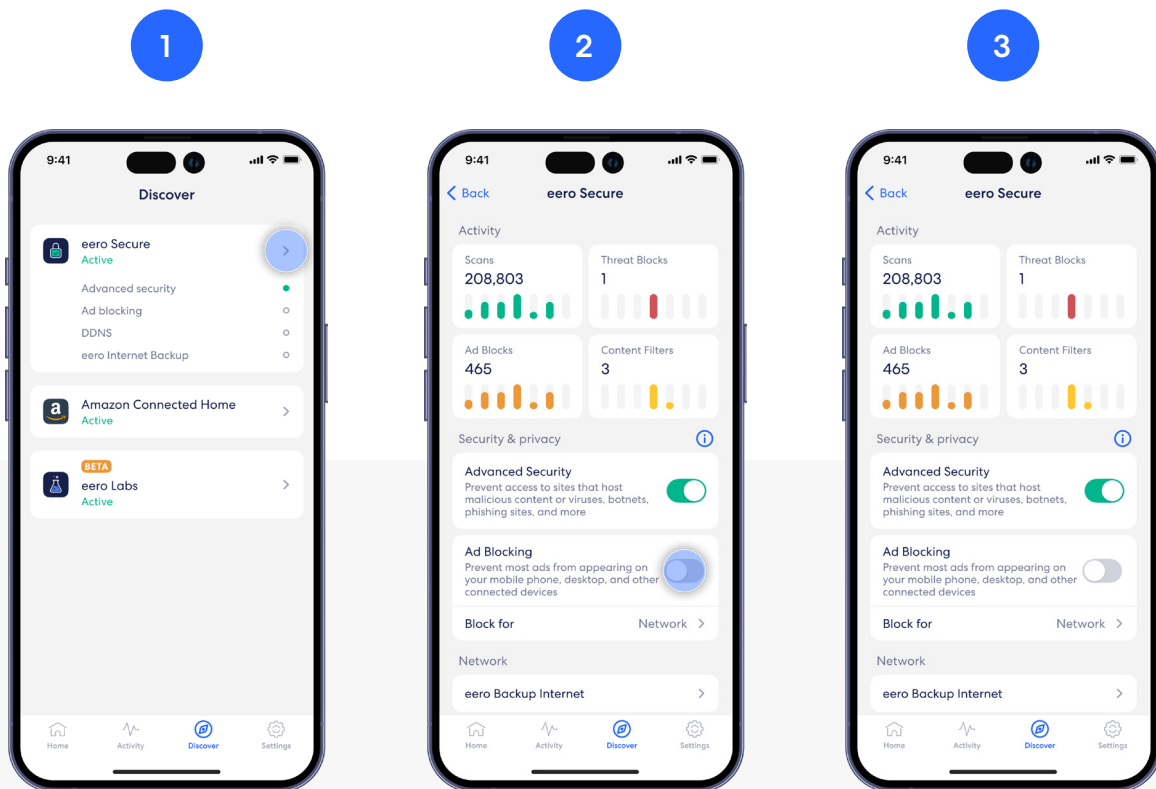 1
9:41
Discover
eero Secure
Active
Advanced security
Ad blocking
DDNS
eero Internet Backup
a
Amazon Connected Home
Active
BETA
eero Labs
Active
Home
Activity
Discover
Settings
2
9:41
Back
eero Secure
Activity
Scans
208,803
Threat Blocks
1
Ad Blocks
465
Content Filters
3
Security & privacy
Advanced Security
Prevent access to sites that host
malicious content or viruses, botnets,
phishing sites, and more
Ad Blocking
Prevent most ads from appearing on
your mobile phone, desktop, and other
connected devices
Block for
Network
Network
eero Backup Internet
Home
Activity
Discover
Settings
3
9:41
Back
eero Secure
Activity
Scans
208,803
Threat Blocks
1
Ad Blocks
465
Content Filters
3
Security & privacy
Advanced Security
Prevent access to sites that host
malicious content or viruses, botnets,
phishing sites, and more
Ad Blocking
Prevent most ads from appearing on
your mobile phone, desktop, and other
connected devices
Block for
Network
Network
eero Backup Internet
Home
Activity
Discover
Settings